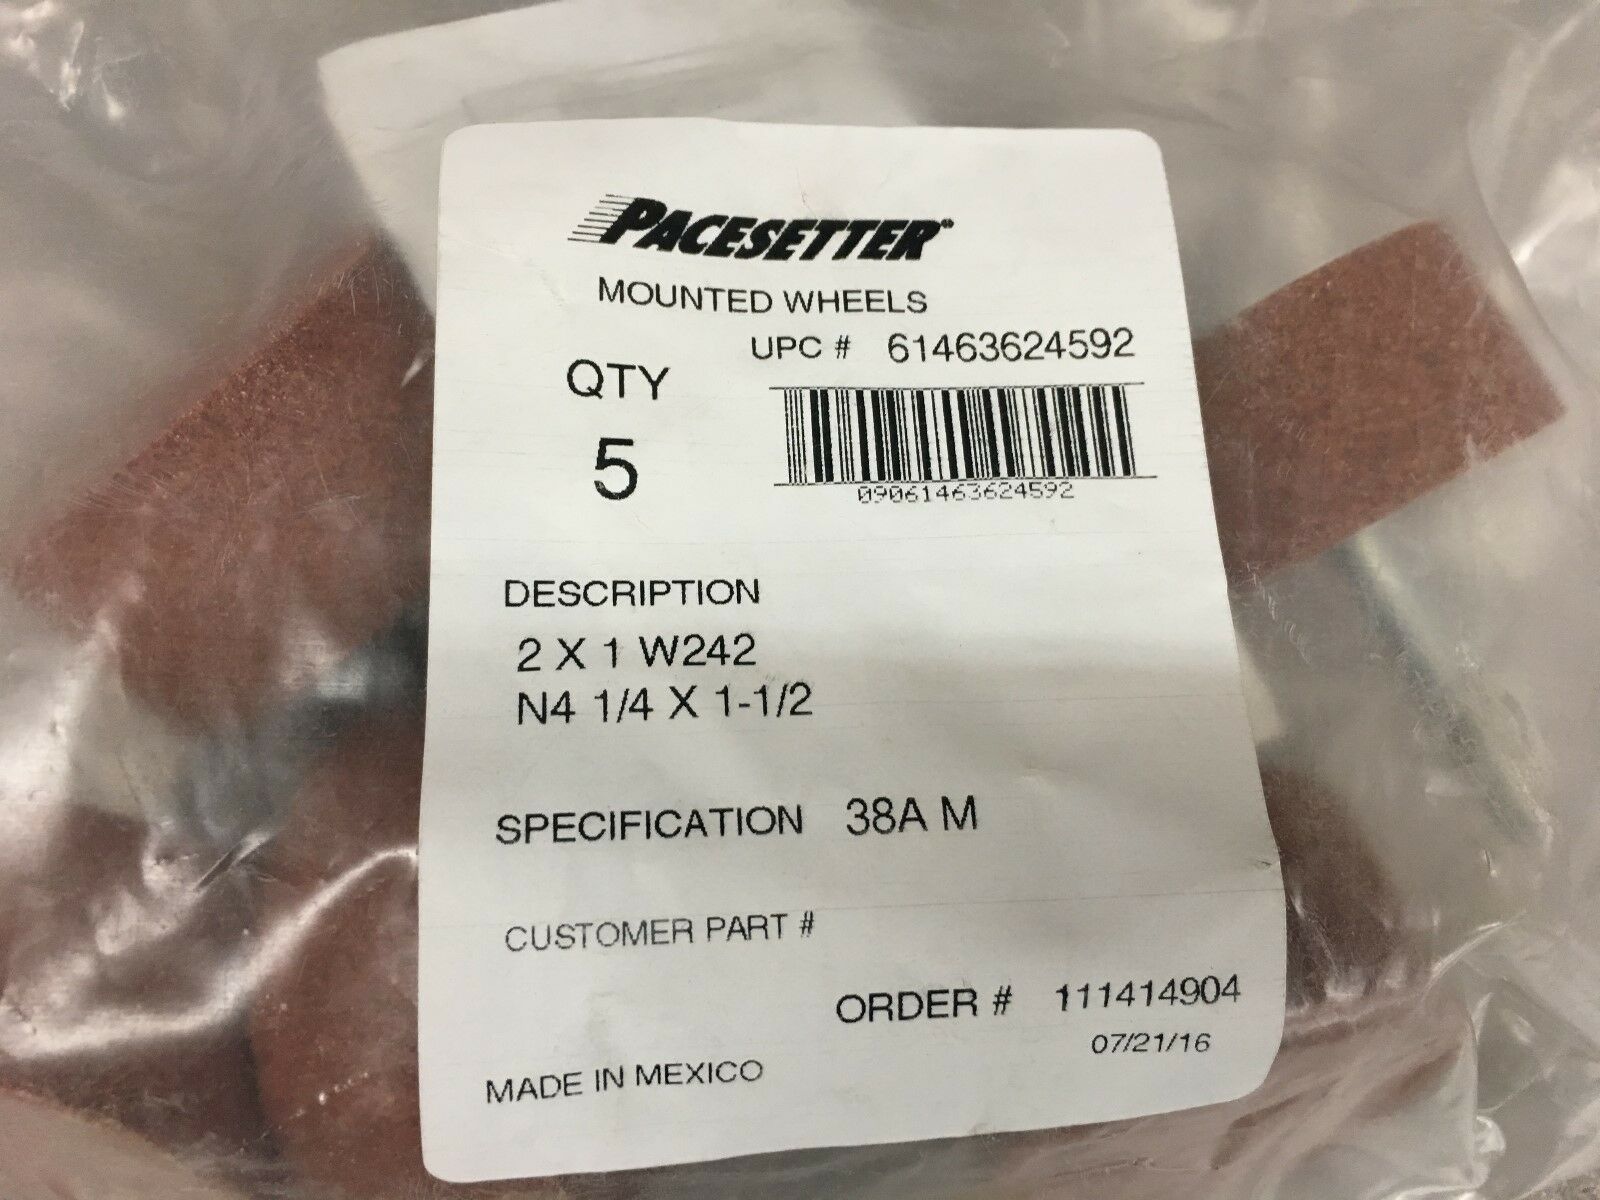 PACESETTER
MOUNTED WHEELS
UPC # 61463624592
QTY
5
09061463624592
DESCRIPTION
2 X 1 W242
N4 1/4 X 1-1/2
SPECIFICATION 38A M
CUSTOMER PART #
ORDER # 111414904
07/21/16
MADE IN MEXICO